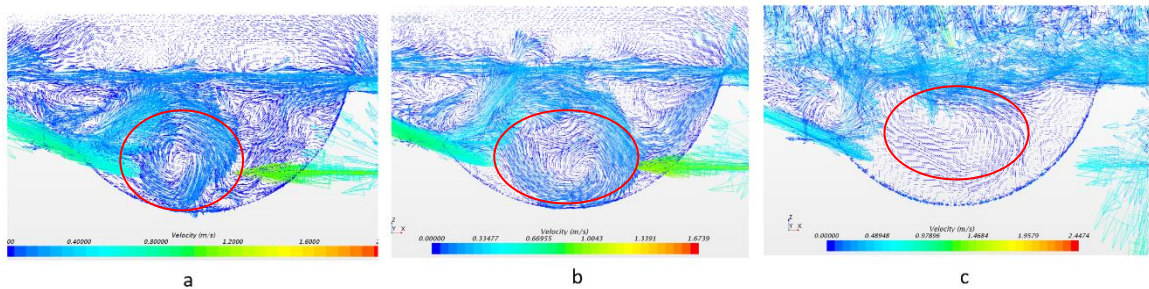 Velocity (m/s)
00 0.40000 0.80000 1.2000 1.6000
Z
Y X
Velocity (m/s)
0.00000 0.33477 0.66955 1.0043 1.3391 1.6739
Z
Y X
Velocity (m/s)
0.00000 0.48948 0.97896 1.4684 1.9579 2.4474
a
b
c